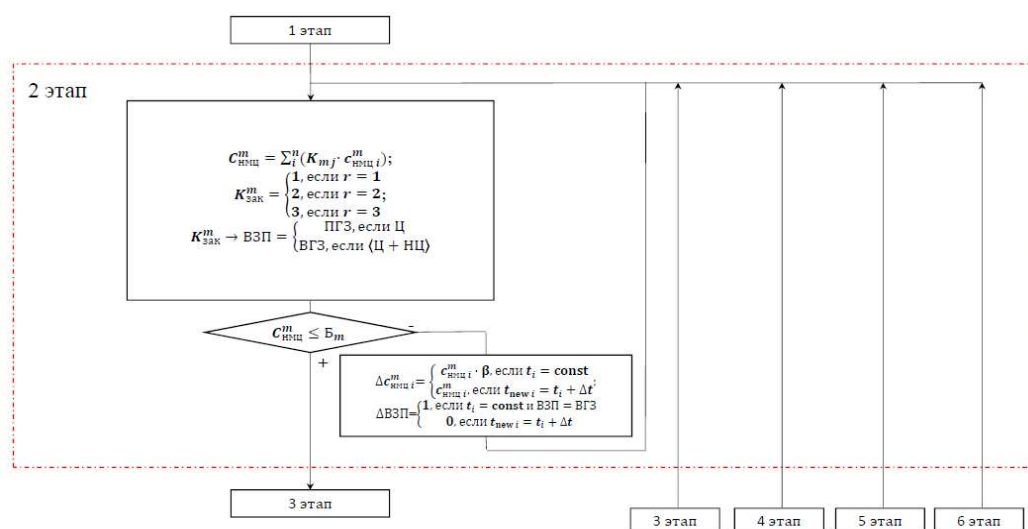 1 этап
2 этап
C^m_нмц = ∑^n_i(K_mj · c^m_нмц i);
K^m_зак = {1, если r = 1
2, если r = 2;
3, если r = 3
K^m_зак → ВЗП = { ПГЗ, если Ц
ВГЗ, если ⟨Ц + НЦ⟩
C^m_нмц ≤ Б_m
-
+
Δc^m_нмц i = { c^m_нмц i · β, если t_i = const
c^m_нмц i, если t_new i = t_i + Δt;
ΔВЗП={1, если t_i = const и ВЗП = ВГЗ
0, если t_new i = t_i + Δt
3 этап
3 этап
4 этап
5 этап
6 этап